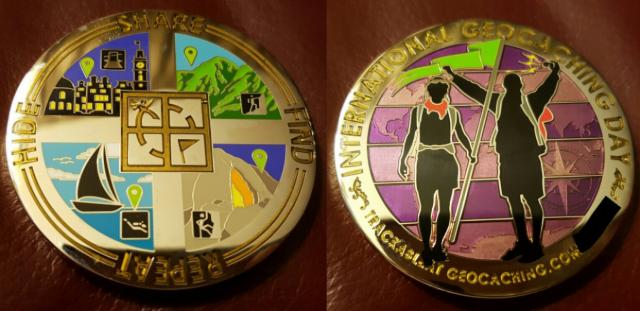 SHARE
HIDE
FIND
REPEAT
INTERNATIONAL GEOCACHING DAY
TRACKABLE AT GEOCACHING.COM